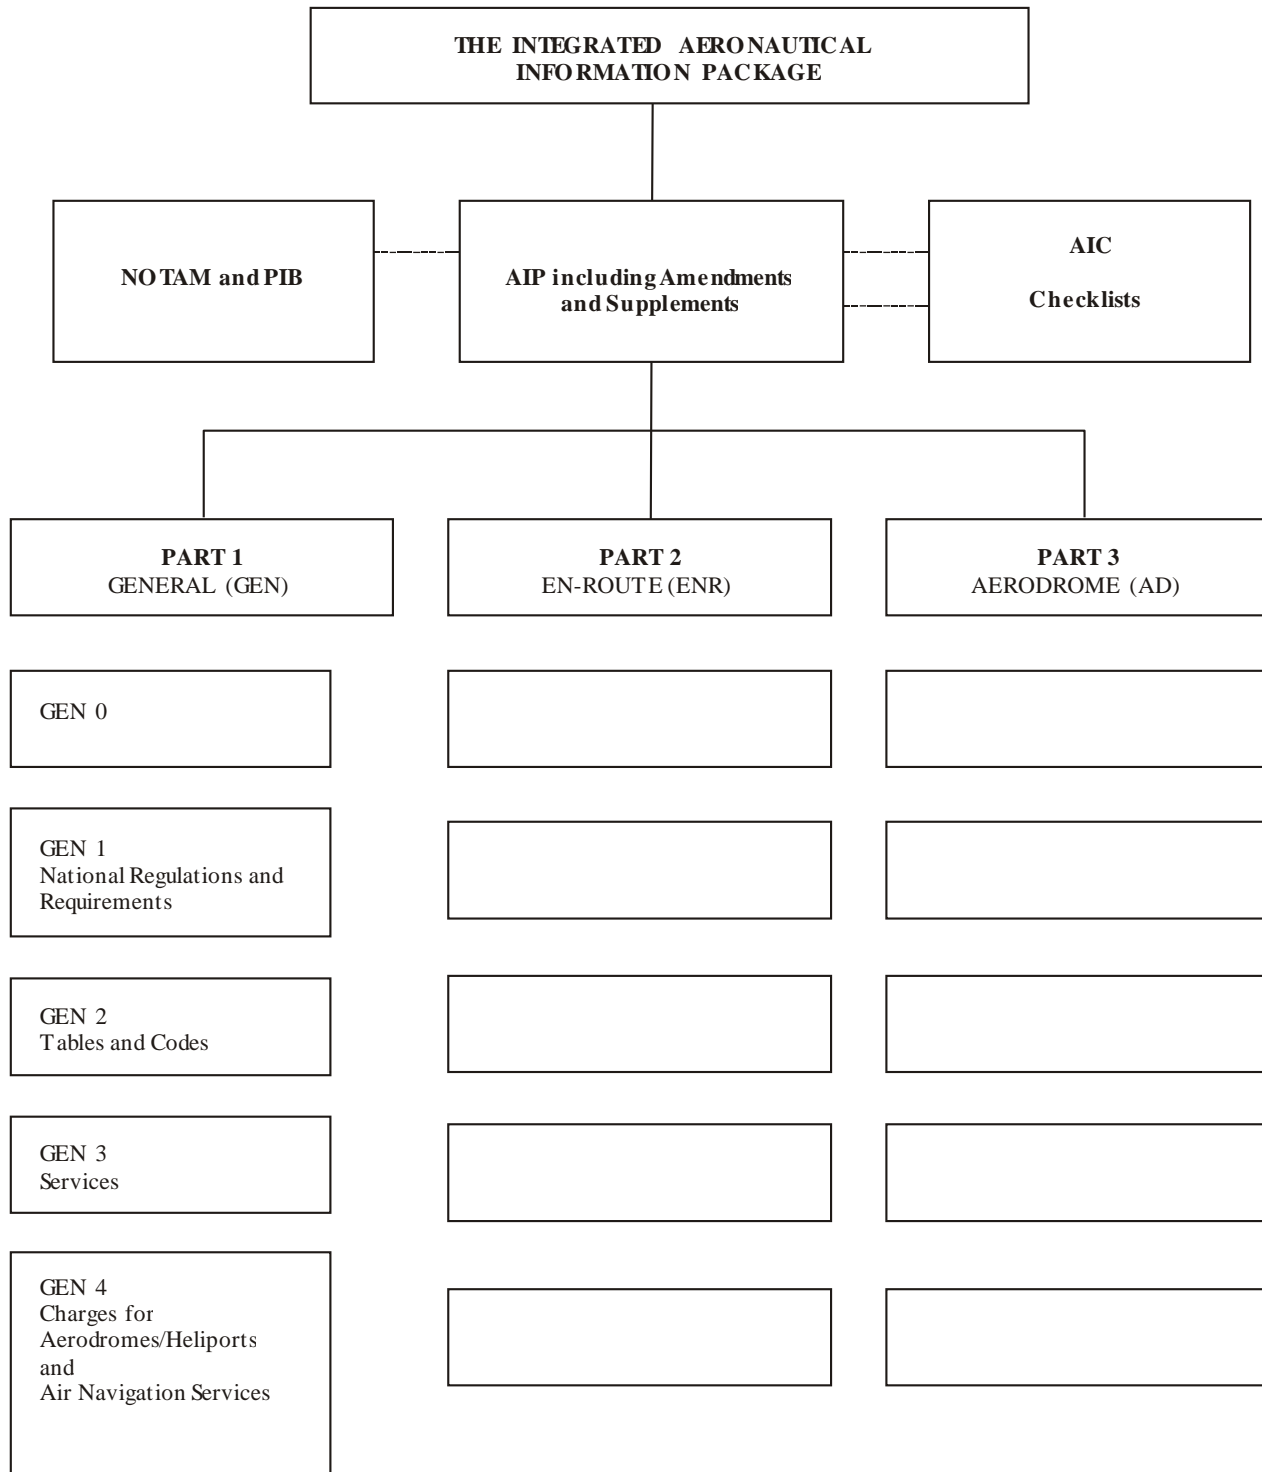 THE INTEGRATED AERONAUTICAL
INFORMATION PACKAGE
NOTAM and PIB
AIP including Amendments
and Supplements
AIC
Checklists
PART 1
GENERAL (GEN)
PART 2
EN-ROUTE (ENR)
PART 3
AERODROME (AD)
GEN 0
GEN 1
National Regulations and
Requirements
GEN 2
Tables and Codes
GEN 3
Services
GEN 4
Charges for
Aerodromes/Heliports
and
Air Navigation Services